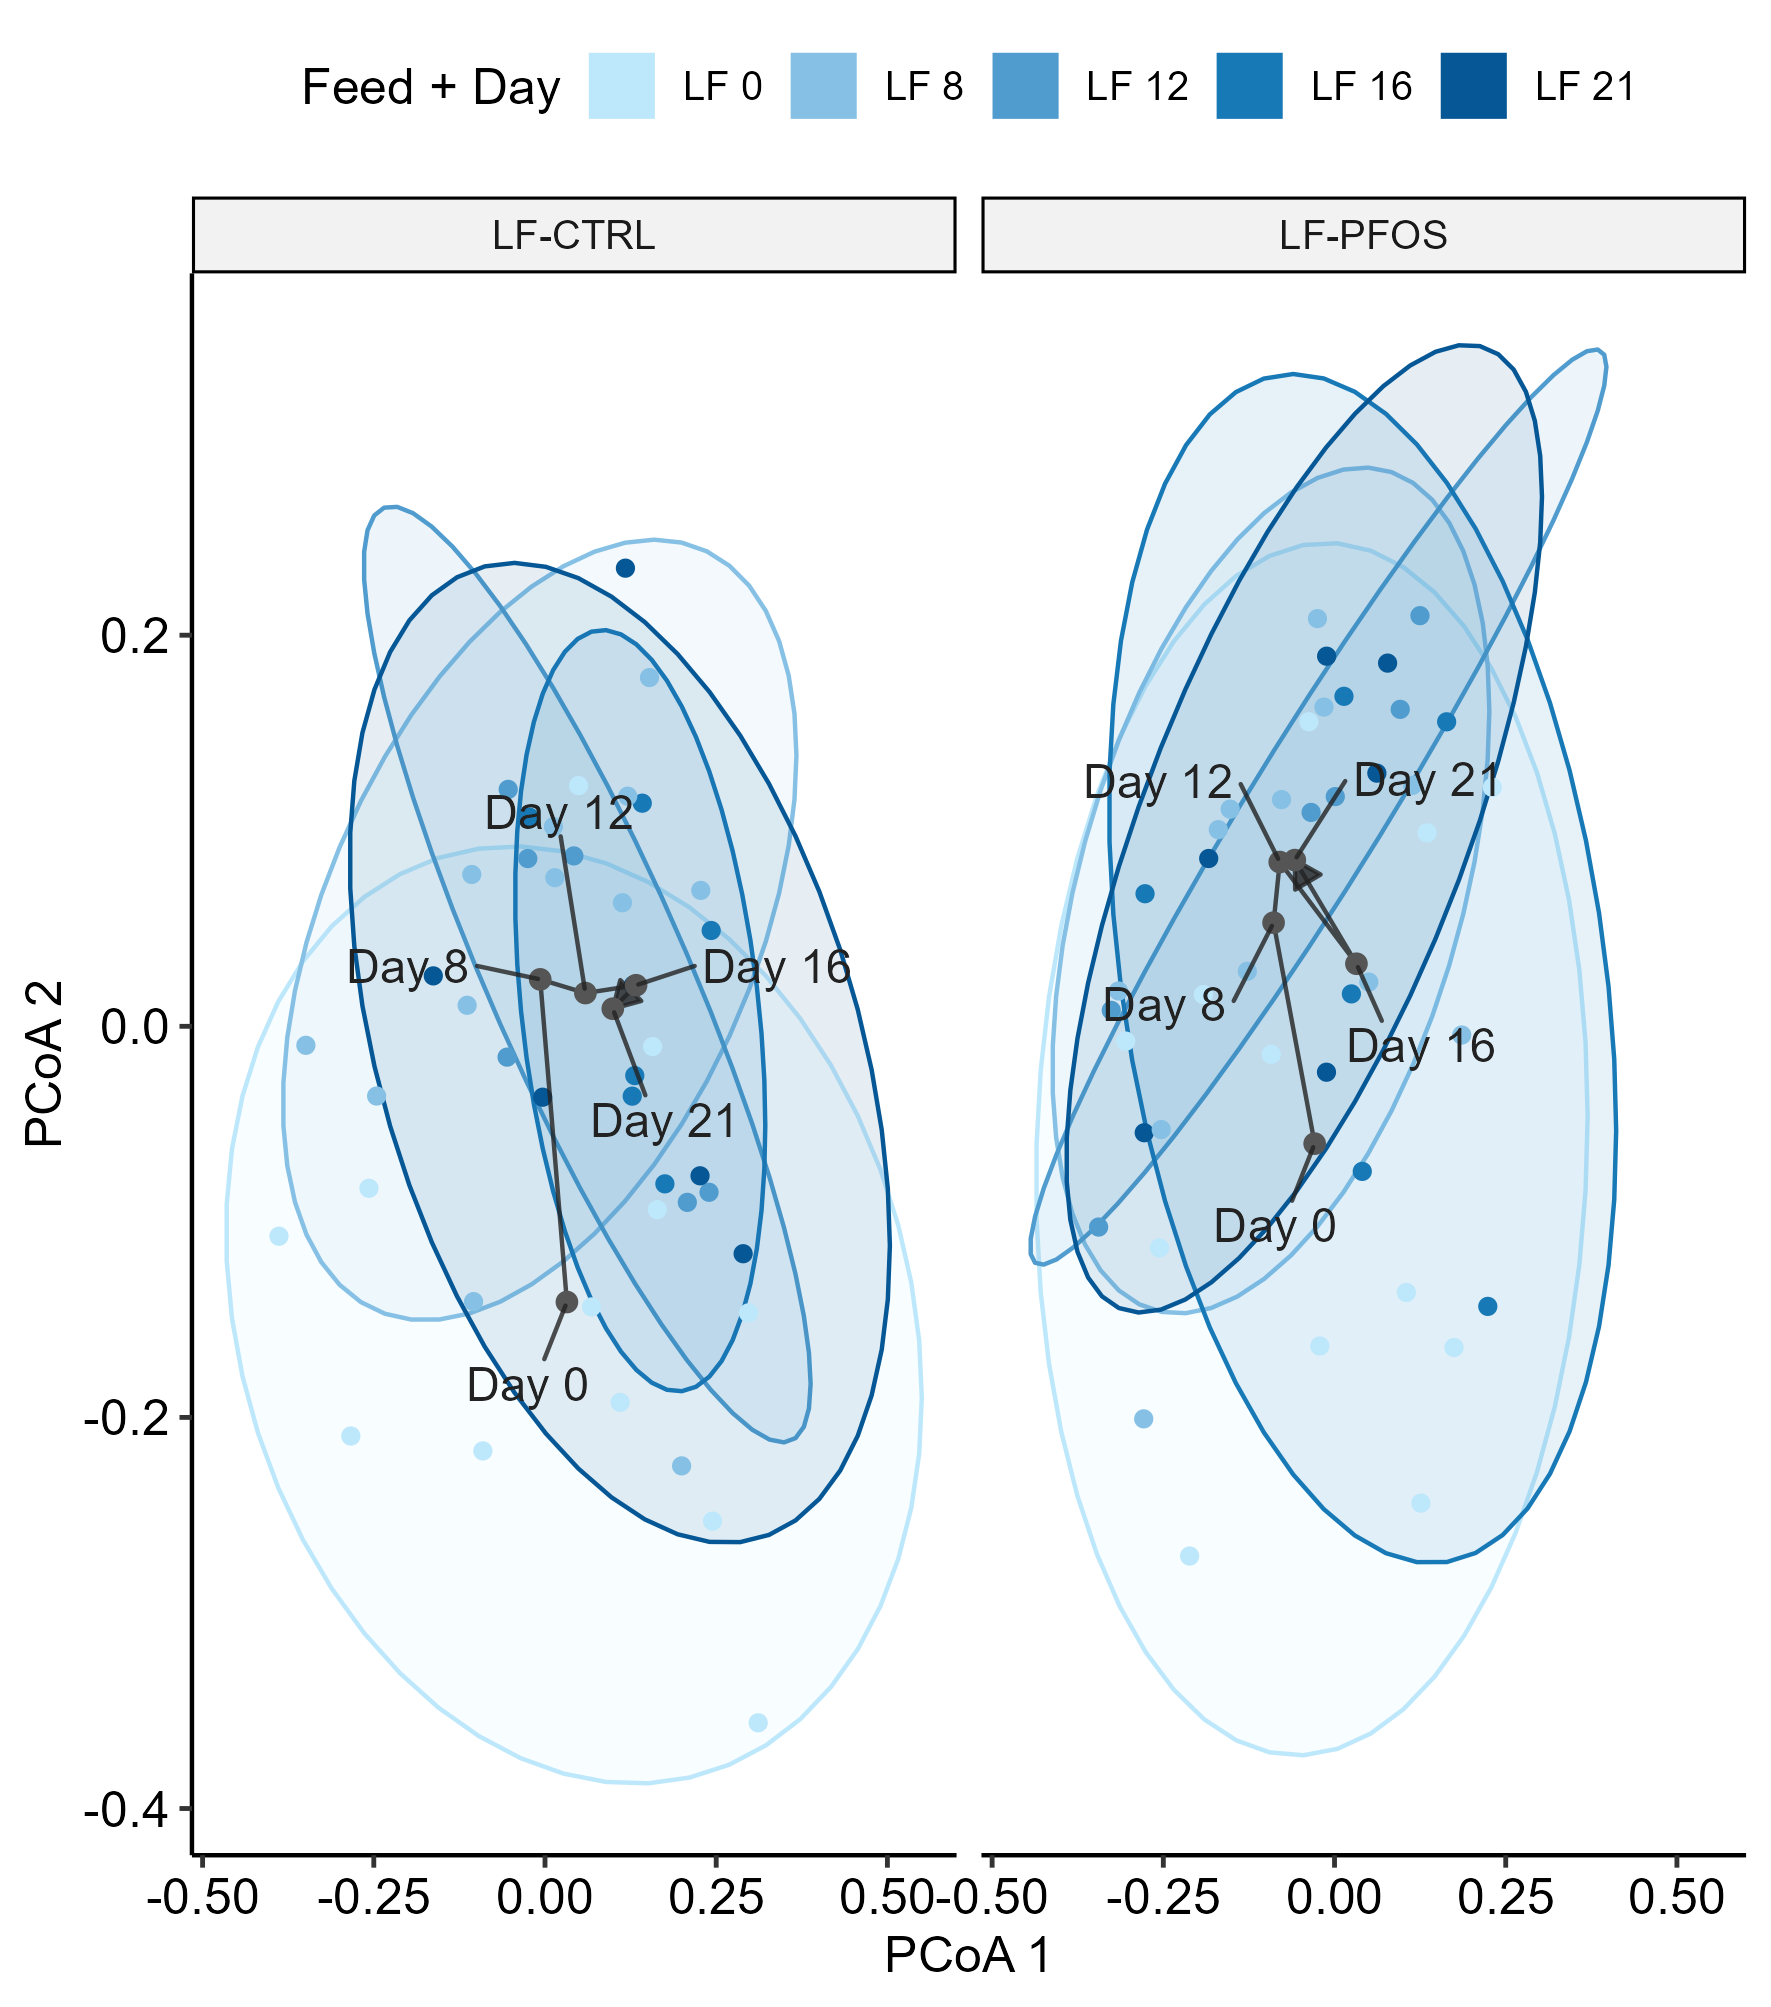 Feed + Day LF 0 LF 8 LF 12 LF 16 LF 21
LF-CTRL LF-PFOS
PCoA 2
0.2
0.0
-0.2
-0.4
Day 12
Day 8
Day 16
Day 21
Day 0
Day 12
Day 21
Day 8
Day 16
Day 0
-0.50 -0.25 0.00 0.25 0.50 -0.50 -0.25 0.00 0.25 0.50
PCoA 1